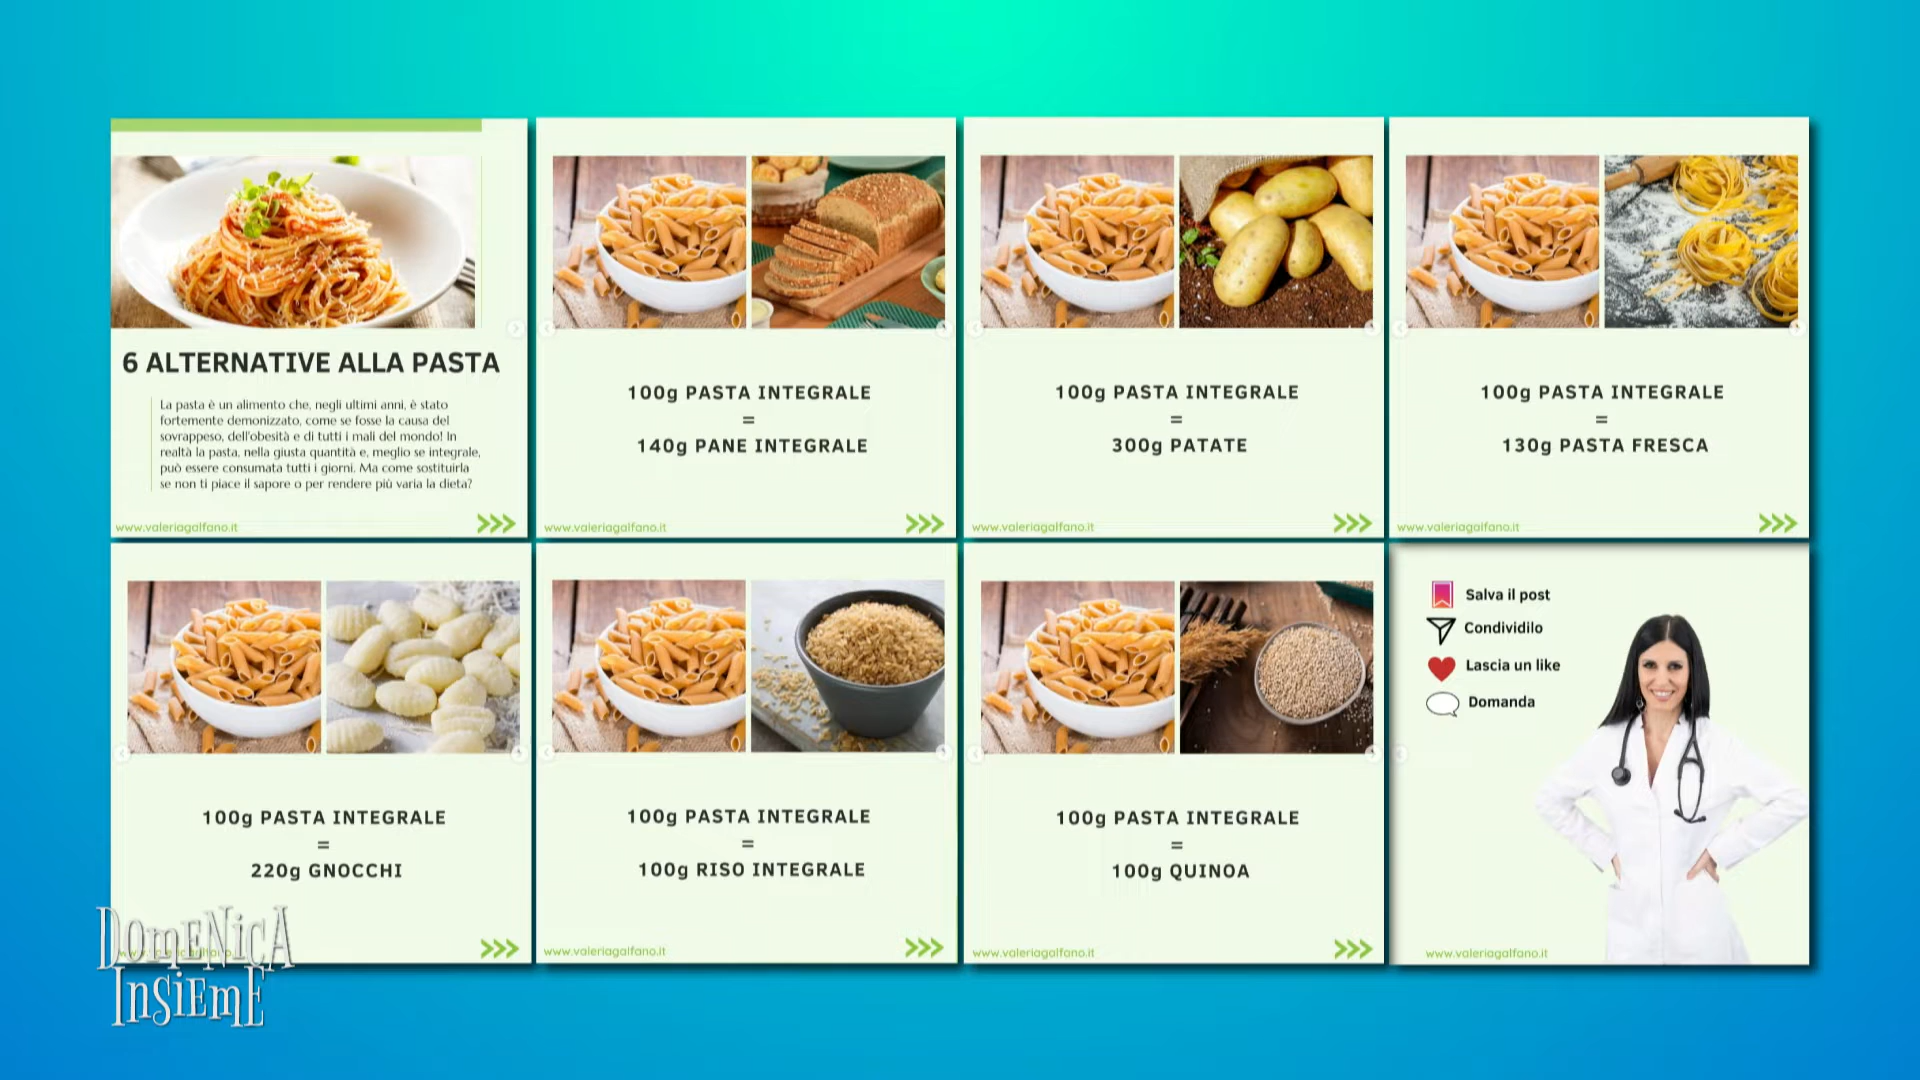 6 ALTERNATIVE ALLA PASTA
La pasta è un alimento che, negli ultimi anni, è stato
fortemente demonizzato, come se fosse la causa del
sovrappeso, dell'obesità e di tutti i mali del mondo! In
realtà la pasta, nella giusta quantità e, meglio se integrale,
può essere consumata tutti i giorni. Ma come sostituirla
se non ti piace il sapore o per rendere più varia la dieta?
www.valeriagalfano.it
>>>
100g PASTA INTEGRALE
=
140g PANE INTEGRALE
www.valeriagalfano.it
>>>
100g PASTA INTEGRALE
=
300g PATATE
www.valeriagalfano.it
>>>
100g PASTA INTEGRALE
=
130g PASTA FRESCA
www.valeriagalfano.it
>>>
100g PASTA INTEGRALE
=
220g GNOCCHI
>>>
100g PASTA INTEGRALE
=
100g RISO INTEGRALE
www.valeriagalfano.it
>>>
100g PASTA INTEGRALE
=
100g QUINOA
www.valeriagalfano.it
>>>
Salva il post
Condividilo
Lascia un like
Domanda
www.valeriagalfano.it
DOmENiCA
INSiEmE